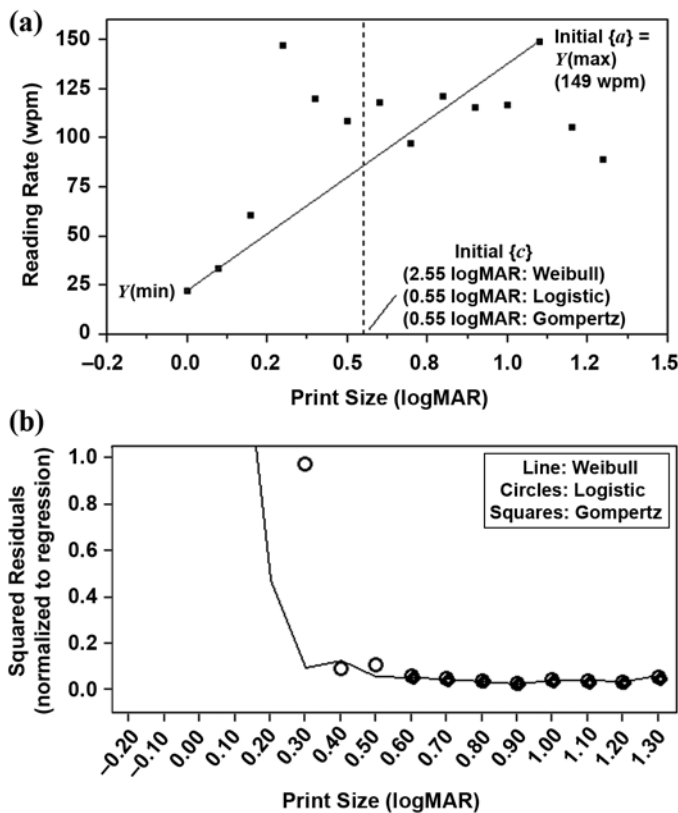 (a)
150
125
100
75
50
25
0
Reading Rate (wpm)
Initial {a} =
Y(max)
(149 wpm)
Y(min)
Initial {c}
(2.55 logMAR: Weibull)
(0.55 logMAR: Logistic)
(0.55 logMAR: Gompertz)
–0.2 0.0 0.2 0.5 0.8 1.0 1.2 1.5
Print Size (logMAR)
(b)
1.0
0.8
0.6
0.4
0.2
0.0
Squared Residuals
(normalized to regression)
Line: Weibull
Circles: Logistic
Squares: Gompertz
–0.20 –0.10 0.00 0.10 0.20 0.30 0.40 0.50 0.60 0.70 0.80 0.90 1.00 1.10 1.20 1.30
Print Size (logMAR)